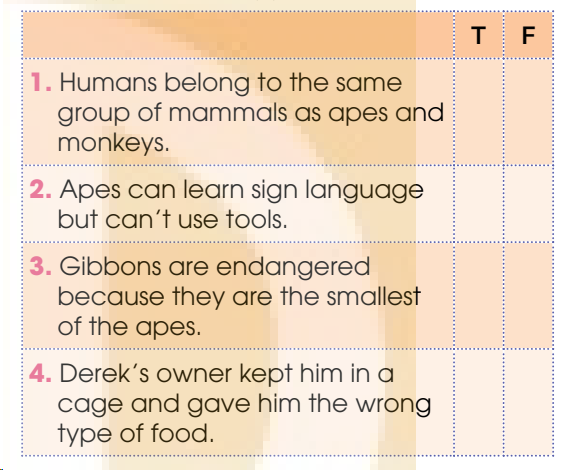 T F
1. Humans belong to the same
group of mammals as apes and
monkeys.
2. Apes can learn sign language
but can't use tools.
3. Gibbons are endangered
because they are the smallest
of the apes.
4. Derek's owner kept him in a
cage and gave him the wrong
type of food.